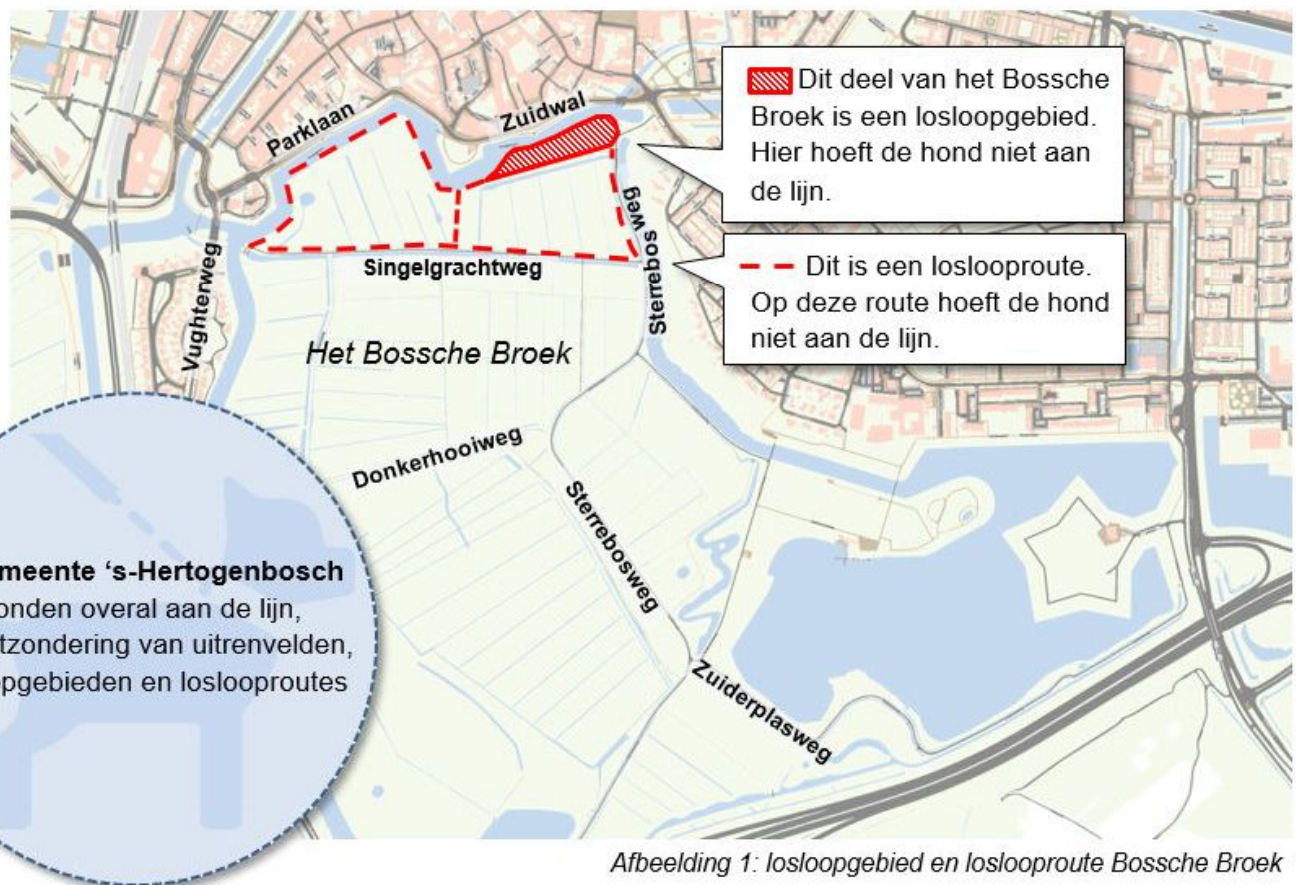 Dit deel van het Bossche
Broek is een losloopgebied.
Hier hoeft de hond niet aan
de lijn.
Zuidwal
Parklaan
Sterrebos weg
Dit is een loslooproute.
Op deze route hoeft de hond
niet aan de lijn.
Singelgrachtweg
Vughterweg
Het Bossche Broek
Donkerhooiweg
Sterrebosweg
meente ‘s-Hertogenbosch
onden overal aan de lijn,
tzondering van uitrenvelden,
pgebieden en loslooproutes
Zuiderplasweg
Afbeelding 1: losloopgebied en loslooproute Bossche Broek